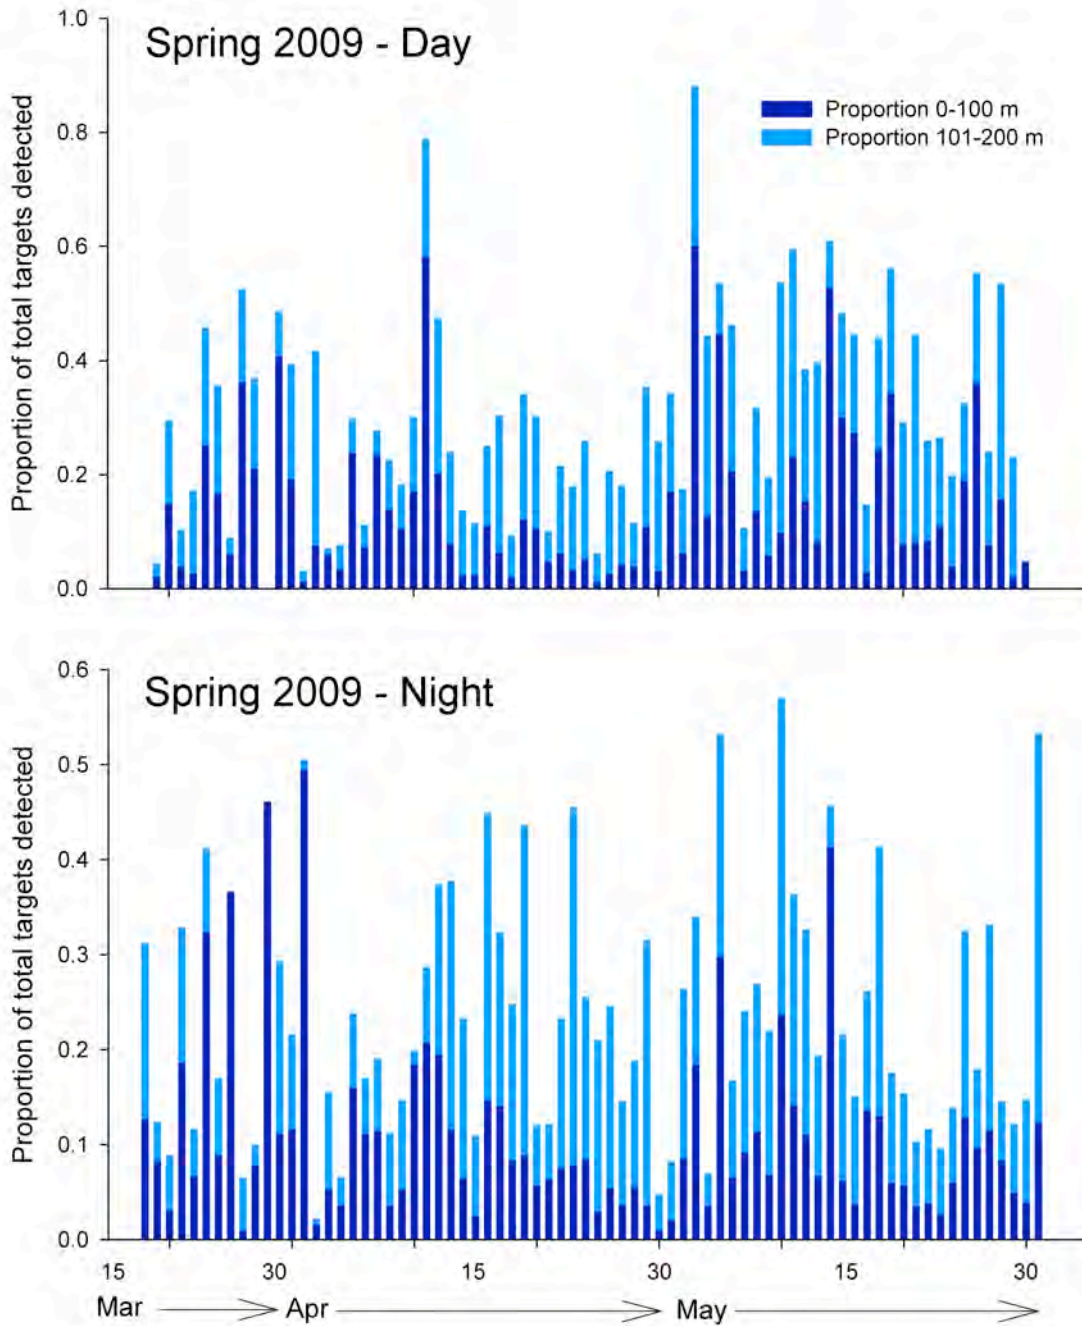 Spring 2009 - Day
Proportion of total targets detected
1.0
0.8
0.6
0.4
0.2
0.0
Proportion 0-100 m
Proportion 101-200 m
Spring 2009 - Night
Proportion of total targets detected
0.6
0.5
0.4
0.3
0.2
0.1
0.0
15 30 15 30 15 30
Mar Apr May